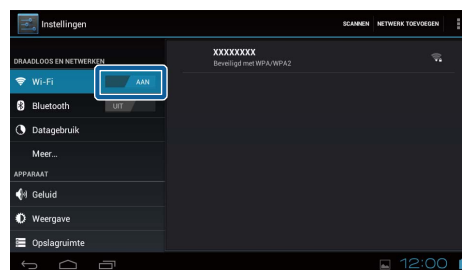 Instellingen
SCANNEN NETWERK TOEVOEGEN
DRAADLOOS EN NETWERKEN
Wi-Fi AAN
Bluetooth UIT
Datagebruik
Meer...
APPARAAT
Geluid
Weergave
Opslagruimte
XXXXXXXX
Beveiligd met WPA/WPA2
12:00